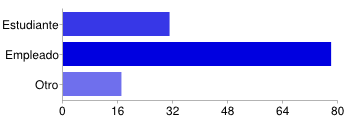 Estudiante
Empleado
Otro
0 16 32 48 64 80